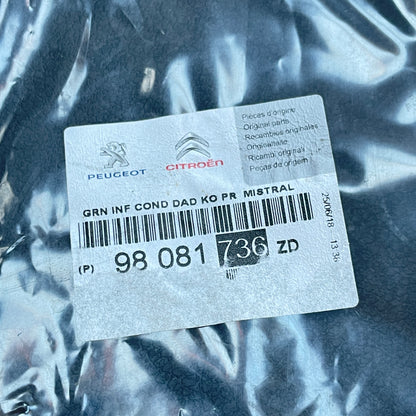 PEUGEOT
CITROËN
Pièces d'origine
Original parts
Recambios originales
Originalteile
Ricambi originali
Peças de origem
GRN INF COND DAD KO PR MISTRAL
(P) 98 081 736 ZD
25/06/18 13:36